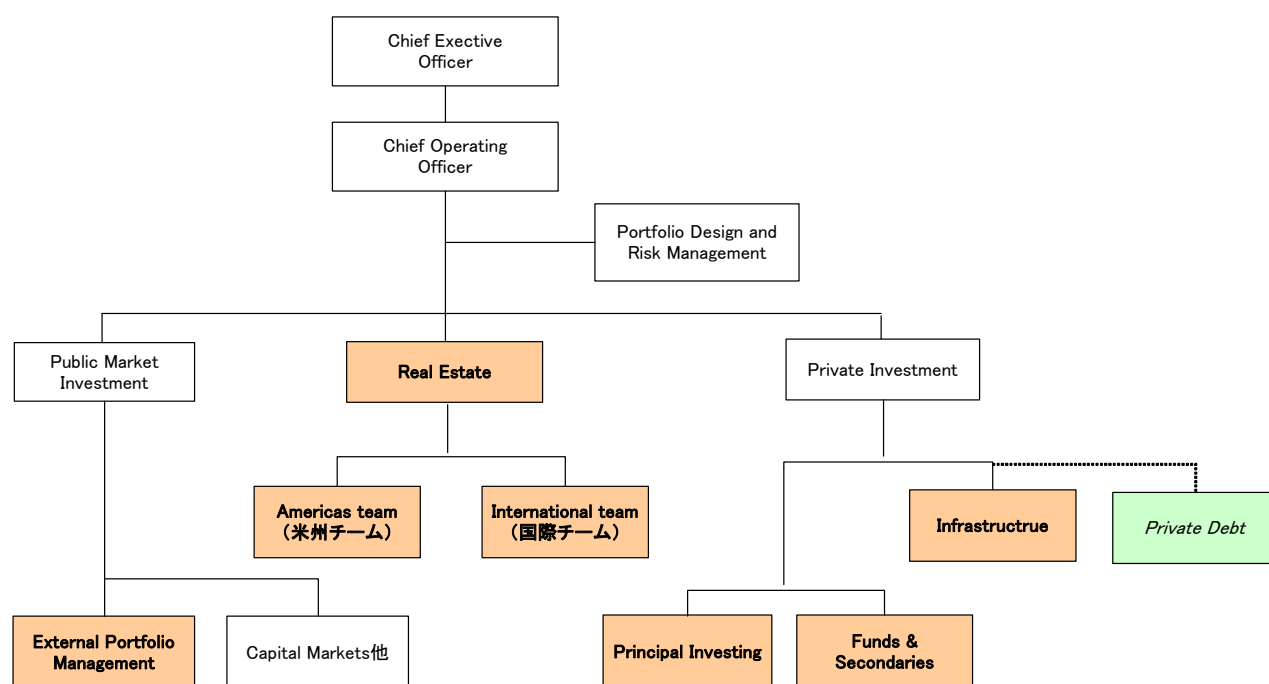 Chief Exective
Officer
Chief Operating
Officer
Portfolio Design and
Risk Management
Public Market
Investment
Real Estate
Private Investment
Americas team
（米州チーム）
International team
（国際チーム）
Infrastructrue
Private Debt
External Portfolio
Management
Capital Markets他
Principal Investing
Funds &
Secondaries